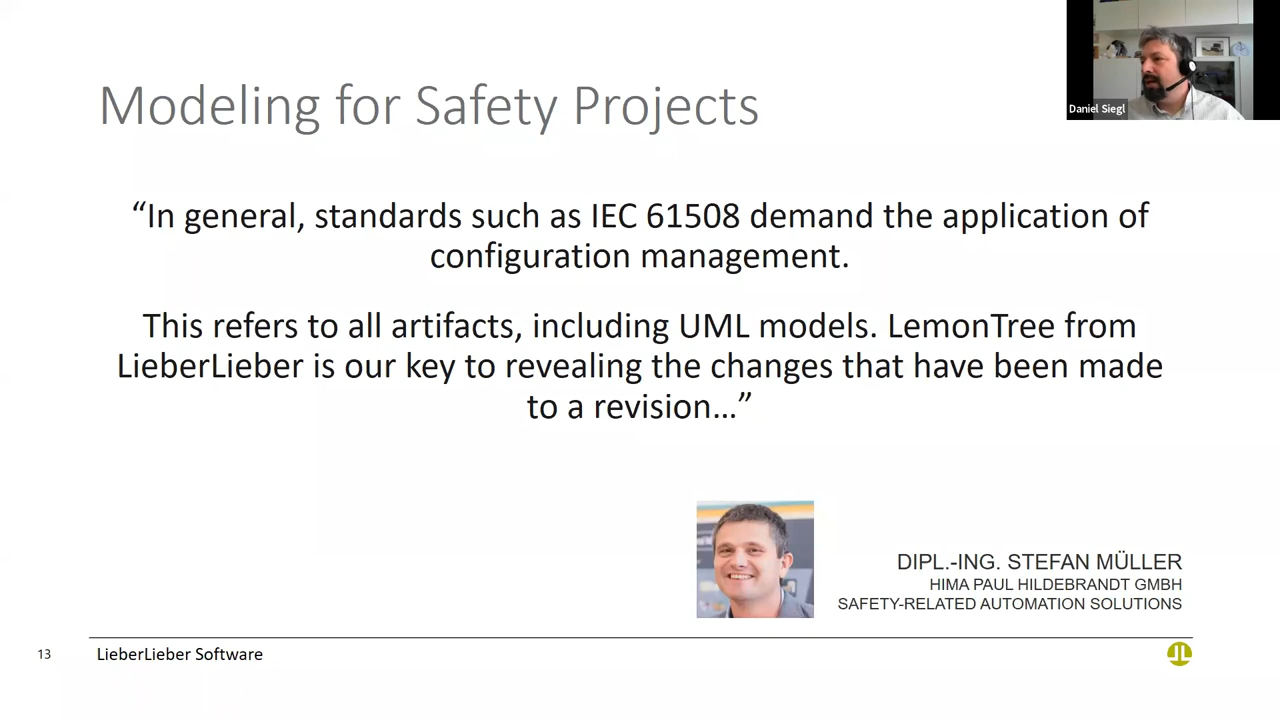 Modeling for Safety Projects
Daniel Siegl
“In general, standards such as IEC 61508 demand the application of
configuration management.
This refers to all artifacts, including UML models. LemonTree from
LieberLieber is our key to revealing the changes that have been made
to a revision…”
DIPL.-ING. STEFAN MÜLLER
HIMA PAUL HILDEBRANDT GMBH
SAFETY-RELATED AUTOMATION SOLUTIONS
13
LieberLieber Software